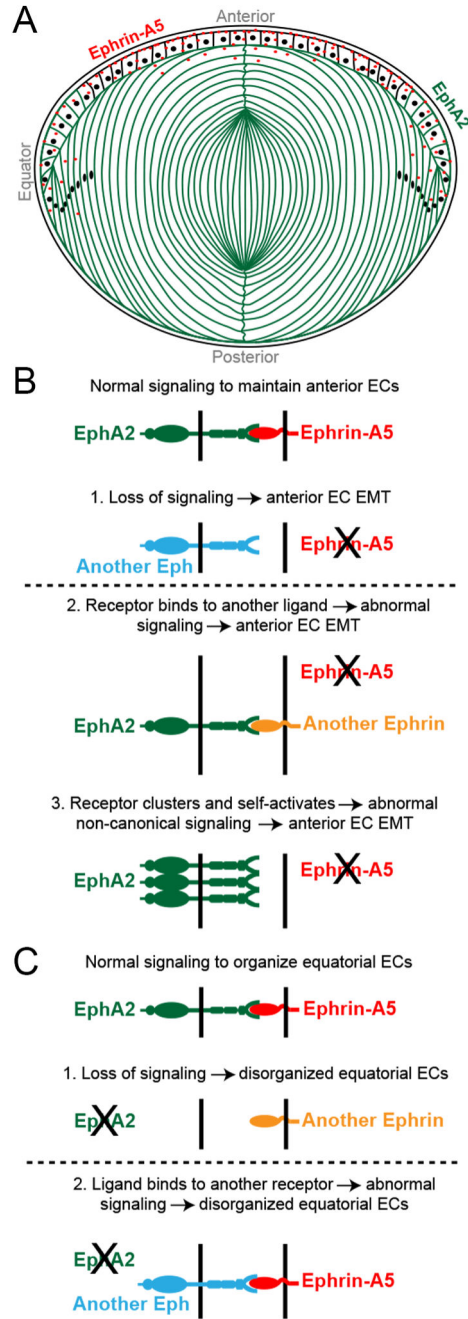 A
Anterior
Ephrin-A5
EphA2
Equator
Posterior
B
Normal signaling to maintain anterior ECs
EphA2
Ephrin-A5
1. Loss of signaling → anterior EC EMT
Another Eph
Ephrin-A5
2. Receptor binds to another ligand → abnormal
signaling → anterior EC EMT
Ephrin-A5
EphA2
Another Ephrin
3. Receptor clusters and self-activates → abnormal
non-canonical signaling → anterior EC EMT
EphA2
Ephrin-A5
C
Normal signaling to organize equatorial ECs
EphA2
Ephrin-A5
1. Loss of signaling → disorganized equatorial ECs
EphA2
Another Ephrin
2. Ligand binds to another receptor → abnormal
signaling → disorganized equatorial ECs
EphA2
Another Eph
Ephrin-A5